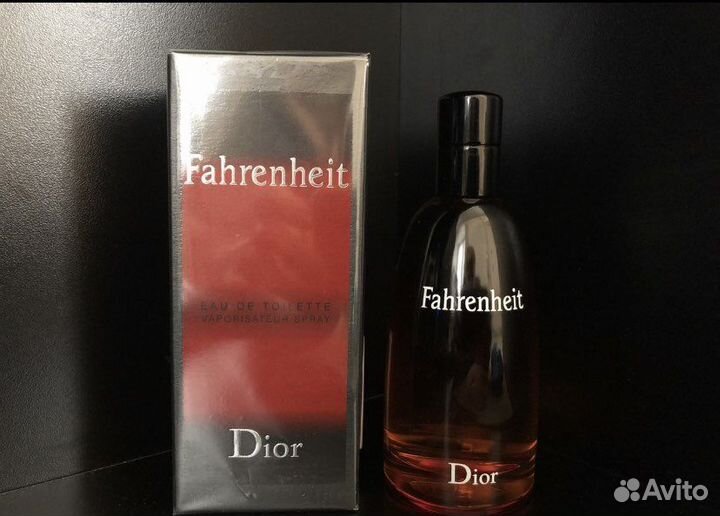 Fahrenheit
EAU DE TOILETTE
VAPORISATEUR-SPRAY
Dior
Fahrenheit
Dior
Avito